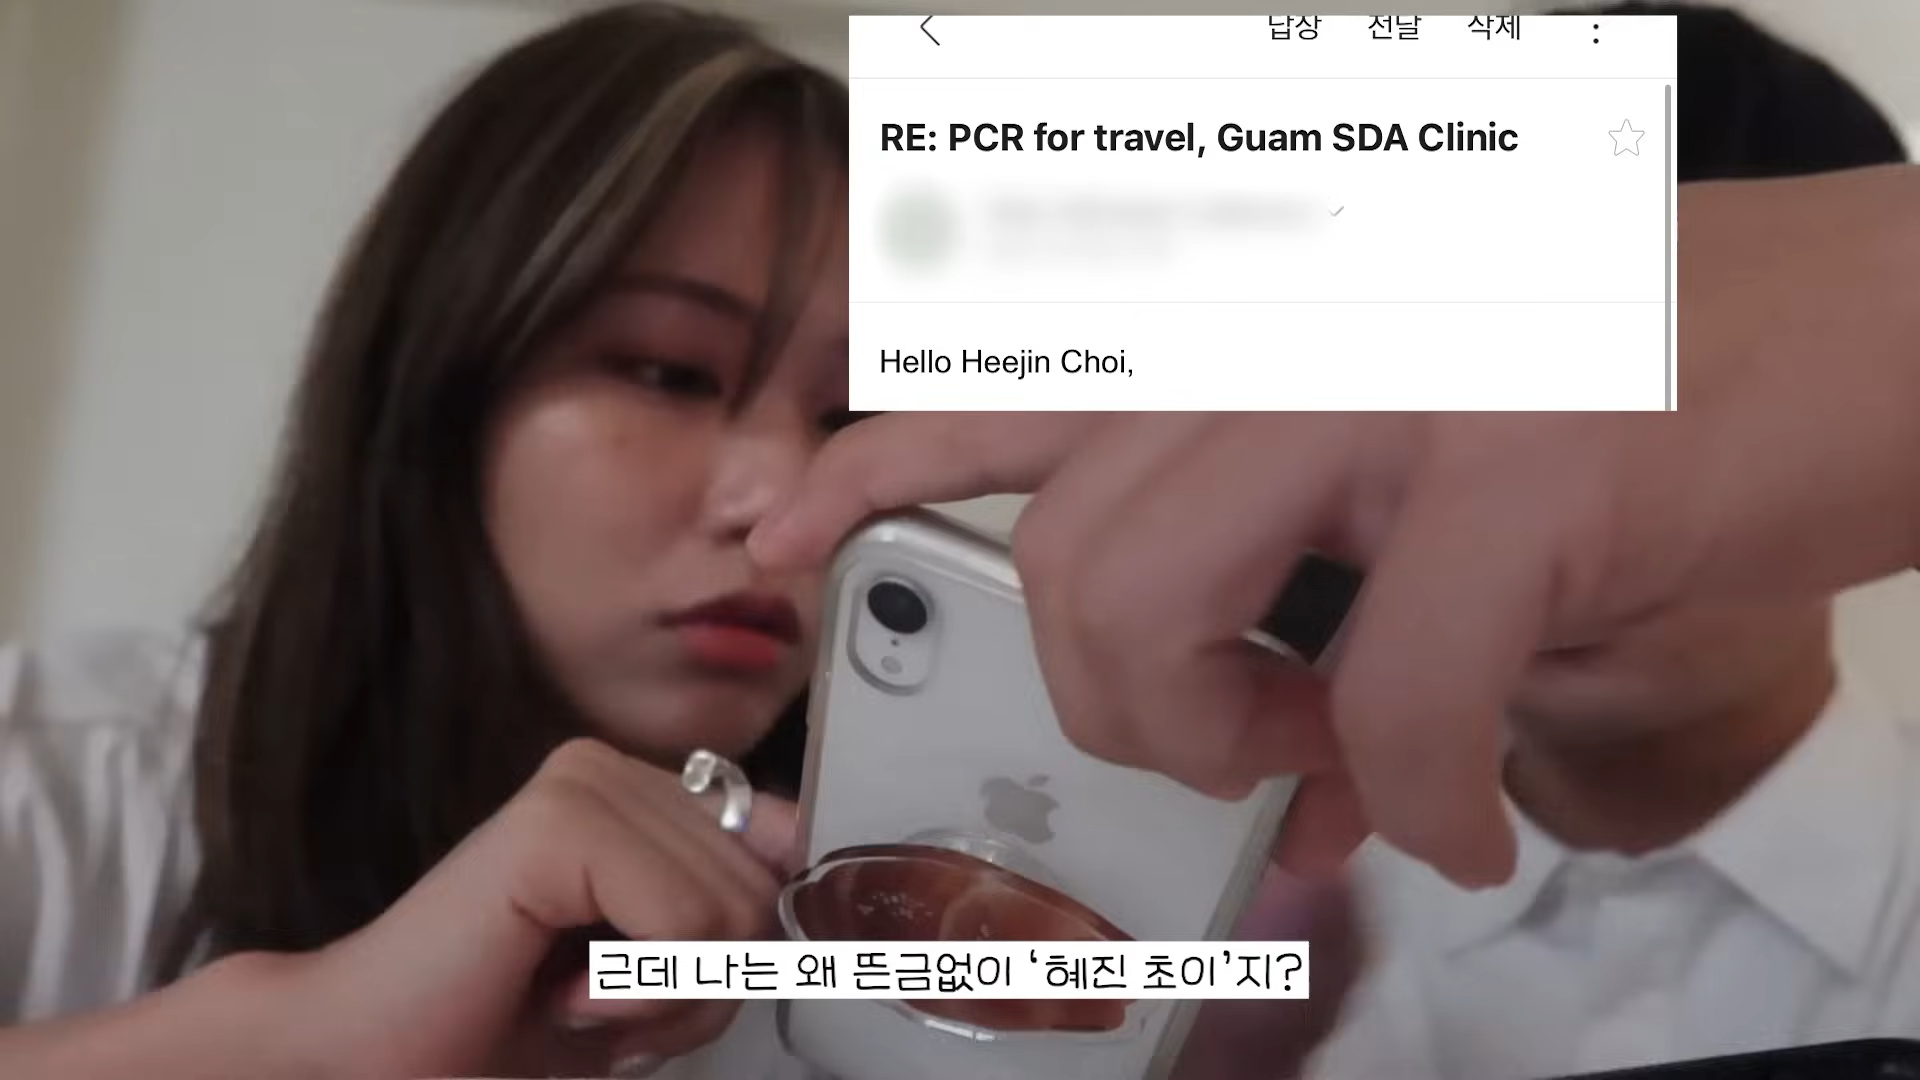 답장 전달 삭제
RE: PCR for travel, Guam SDA Clinic
Hello Heejin Choi,
근데 나는 왜 뜬금없이 ‘혜진 초이’지?